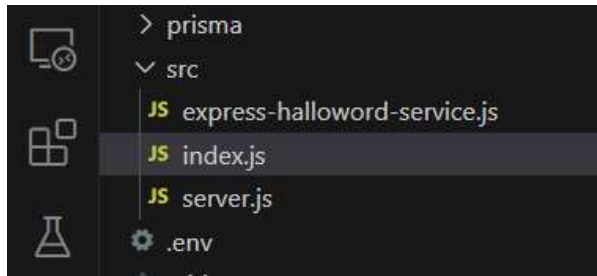 prisma
src
JS express-halloword-service.js
JS index.js
JS server.js
.env